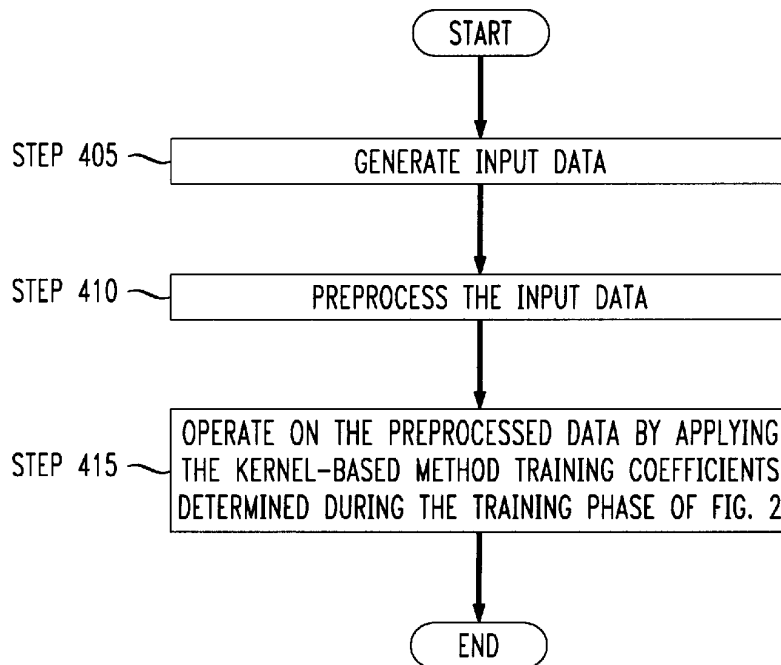 START
STEP 405
GENERATE INPUT DATA
STEP 410
PREPROCESS THE INPUT DATA
STEP 415
OPERATE ON THE PREPROCESSED DATA BY APPLYING
THE KERNEL-BASED METHOD TRAINING COEFFICIENTS
DETERMINED DURING THE TRAINING PHASE OF FIG. 2
END